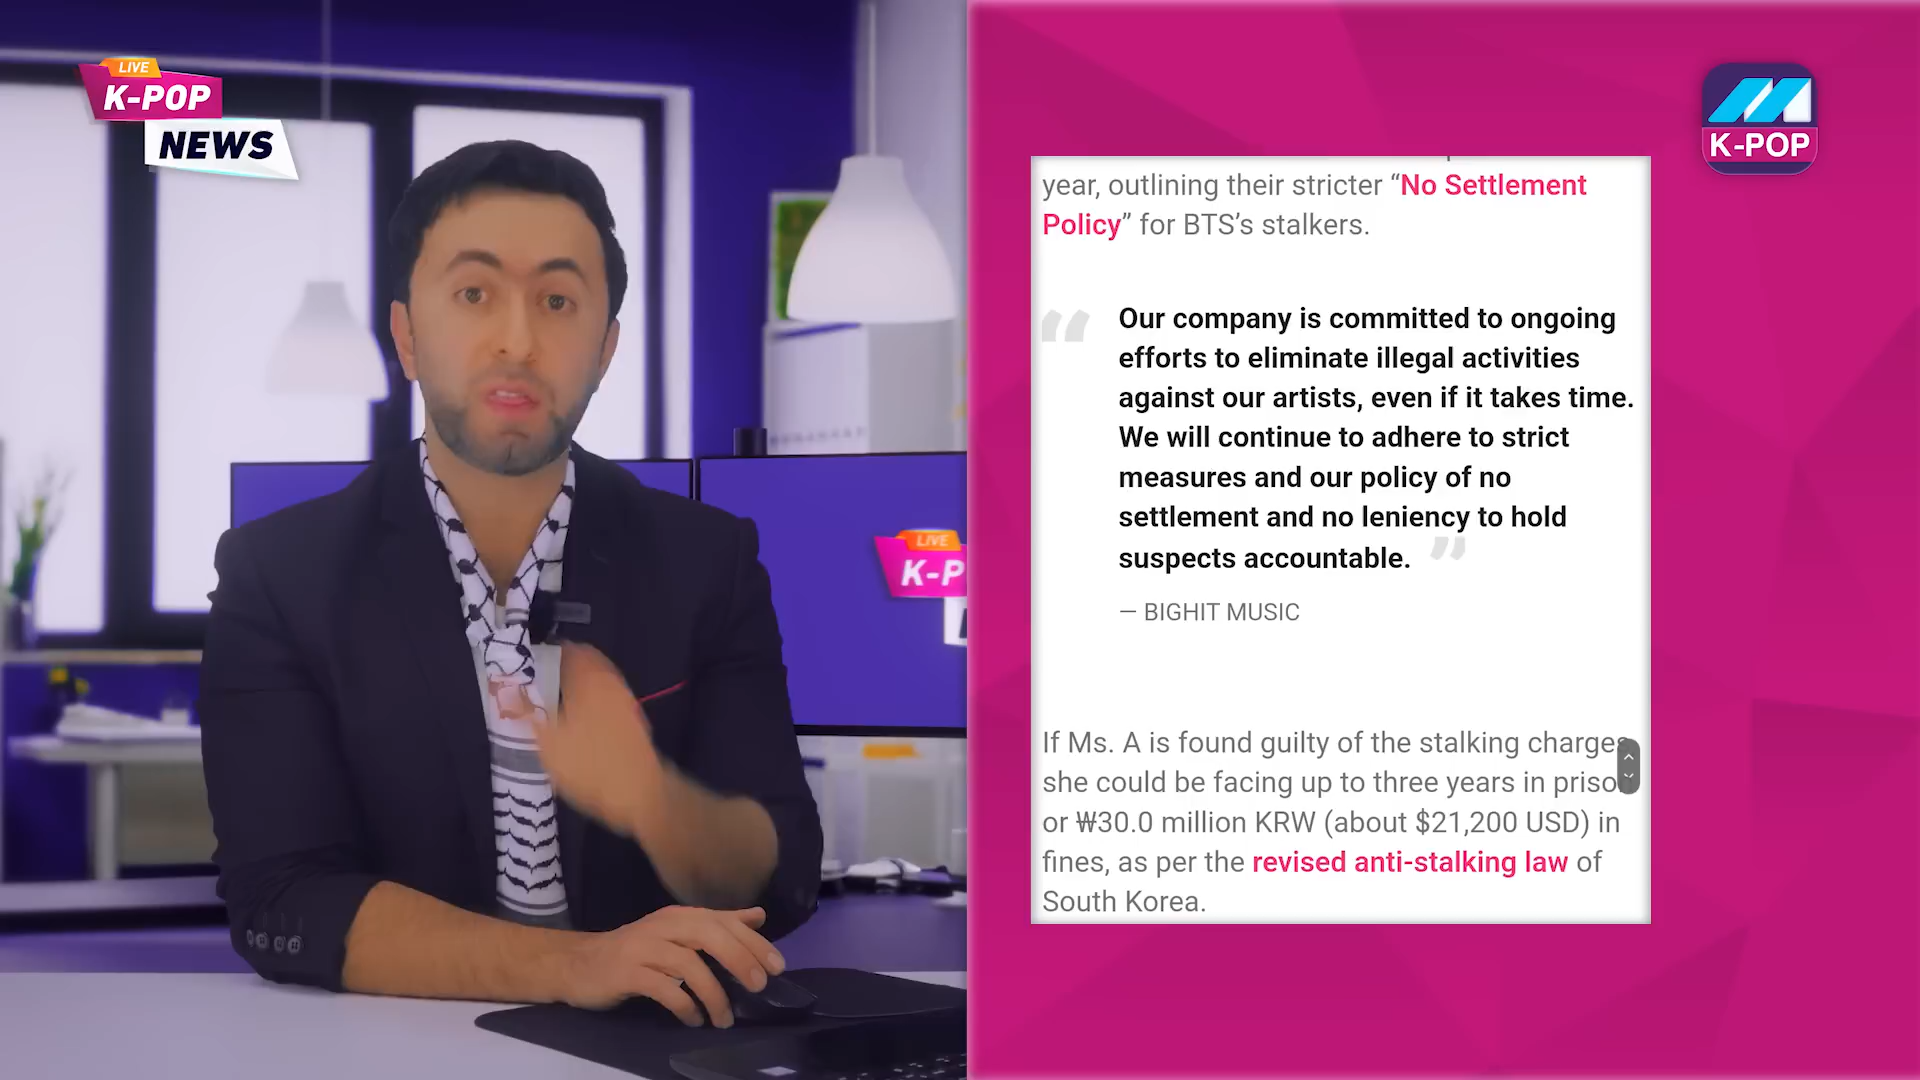 LIVE
K-POP
NEWS
K-POP
year, outlining their stricter “No Settlement
Policy” for BTS’s stalkers.
“
Our company is committed to ongoing
efforts to eliminate illegal activities
against our artists, even if it takes time.
We will continue to adhere to strict
measures and our policy of no
settlement and no leniency to hold
suspects accountable. ”
— BIGHIT MUSIC
If Ms. A is found guilty of the stalking charges
she could be facing up to three years in prison
or ₩30.0 million KRW (about $21,200 USD) in
fines, as per the revised anti-stalking law of
South Korea.
LIVE
K-P